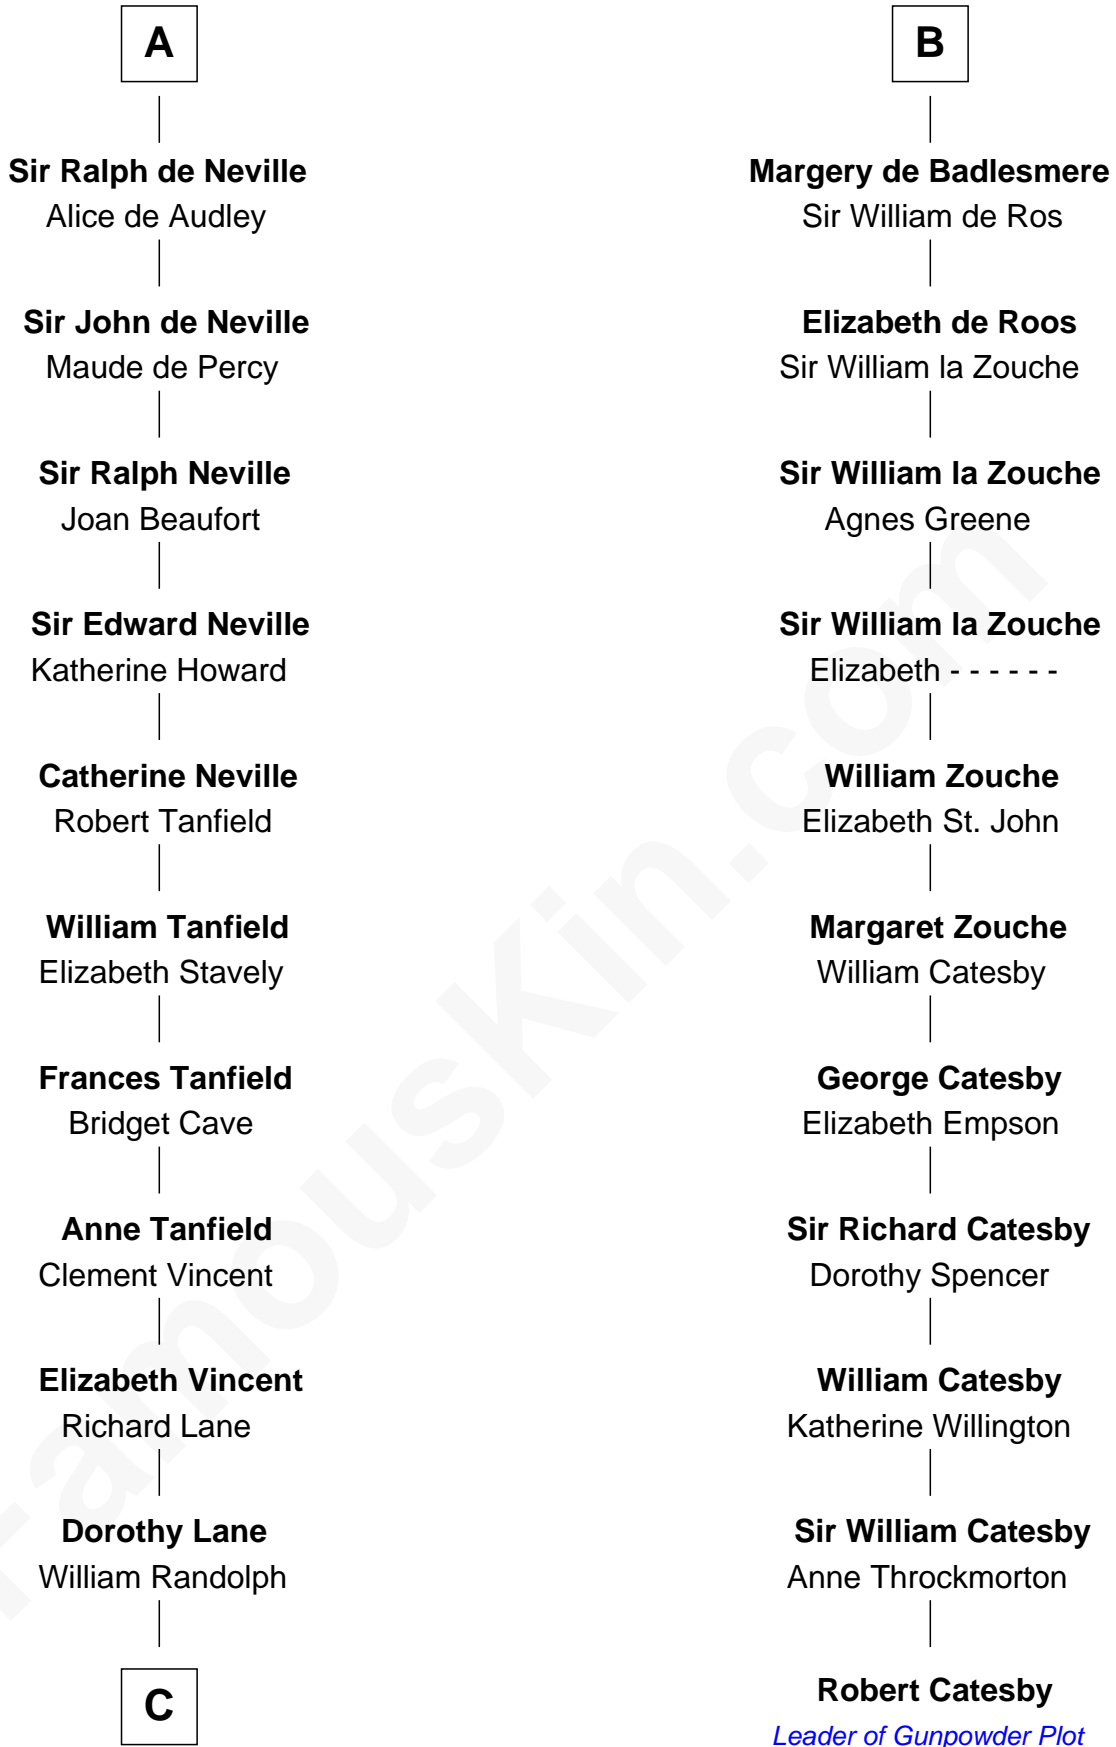 A
Sir Ralph de Neville
Alice de Audley
Sir John de Neville
Maude de Percy
Sir Ralph Neville
Joan Beaufort
Sir Edward Neville
Katherine Howard
Catherine Neville
Robert Tanfield
William Tanfield
Elizabeth Stavely
Frances Tanfield
Bridget Cave
Anne Tanfield
Clement Vincent
Elizabeth Vincent
Richard Lane
Dorothy Lane
William Randolph
C
B
Margery de Badlesmere
Sir William de Ros
Elizabeth de Roos
Sir William la Zouche
Sir William la Zouche
Agnes Greene
Sir William la Zouche
Elizabeth - - - - - -
William Zouche
Elizabeth St. John
Margaret Zouche
William Catesby
George Catesby
Elizabeth Empson
Sir Richard Catesby
Dorothy Spencer
William Catesby
Katherine Willington
Sir William Catesby
Anne Throckmorton
Robert Catesby
Leader of Gunpowder Plot
FamousKin.com